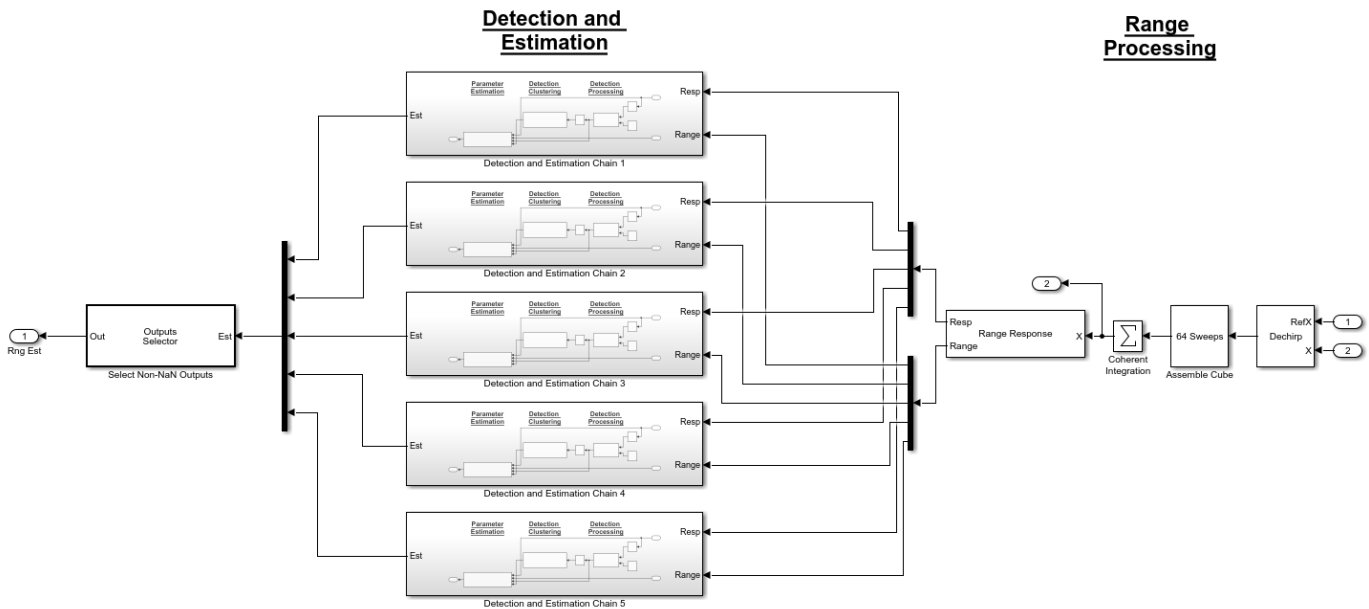 Detection and
Estimation
Range
Processing
Parameter
Estimation
Detection
Clustering
Detection
Processing
Resp
Range
Est
Detection and Estimation Chain 1
Parameter
Estimation
Detection
Clustering
Detection
Processing
Resp
Range
Est
Detection and Estimation Chain 2
Parameter
Estimation
Detection
Clustering
Detection
Processing
Resp
Range
Est
Detection and Estimation Chain 3
Parameter
Estimation
Detection
Clustering
Detection
Processing
Resp
Range
Est
Detection and Estimation Chain 4
Parameter
Estimation
Detection
Clustering
Detection
Processing
Resp
Range
Est
Detection and Estimation Chain 5
1
Rng Est
Out
Outputs
Selector
Est
Select Non-NaN Outputs
2
Resp
Range
Range Response
X
Σ
Coherent
Integration
64 Sweeps
Assemble Cube
RefX
Dechirp
X
1
2